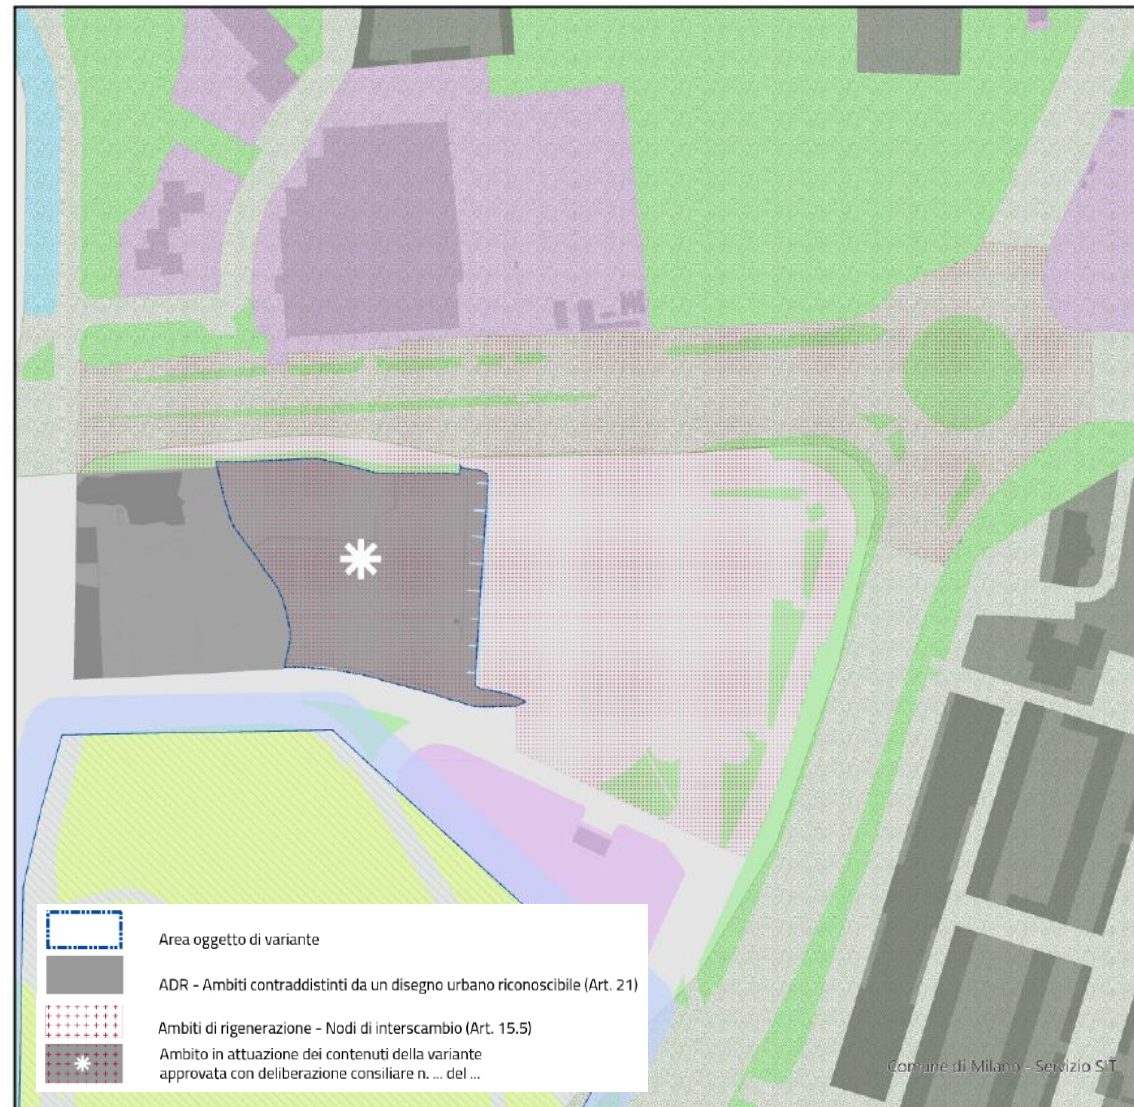 Area oggetto di variante
ADR - Ambiti contraddistinti da un disegno urbano riconoscibile (Art. 21)
Ambiti di rigenerazione - Nodi di interscambio (Art. 15.5)
Ambito in attuazione dei contenuti della variante
approvata con deliberazione consiliare n. ... del ...
Comune di Milano - Servizio SIT